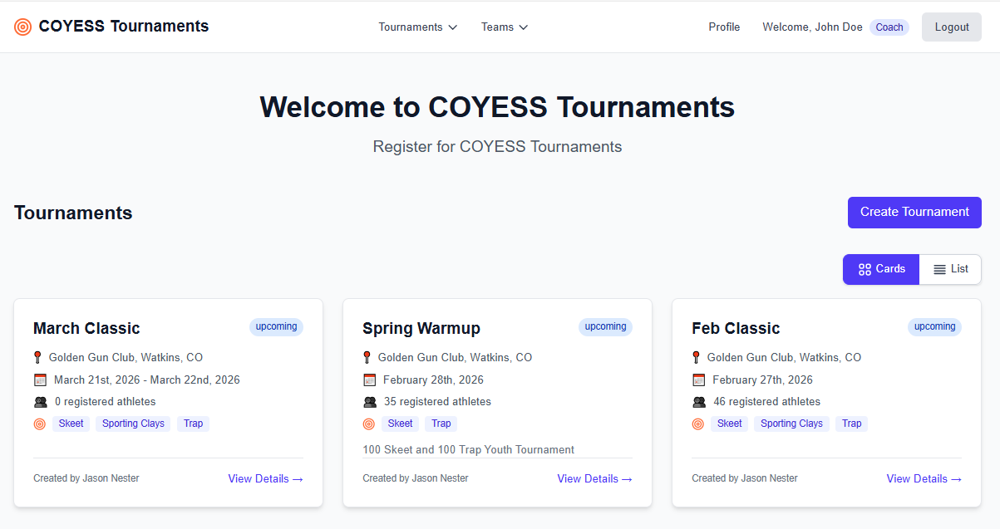 COYESS Tournaments
Tournaments
Teams
Profile
Welcome, John Doe
Coach
Logout
Welcome to COYESS Tournaments
Register for COYESS Tournaments
Tournaments
Create Tournament
Cards
List
March Classic
upcoming
Golden Gun Club, Watkins, CO
March 21st, 2026 - March 22nd, 2026
0 registered athletes
Skeet Sporting Clays Trap
Created by Jason Nester
View Details →
Spring Warmup
upcoming
Golden Gun Club, Watkins, CO
February 28th, 2026
35 registered athletes
Skeet Trap
100 Skeet and 100 Trap Youth Tournament
Created by Jason Nester
View Details →
Feb Classic
upcoming
Golden Gun Club, Watkins, CO
February 27th, 2026
46 registered athletes
Skeet Sporting Clays Trap
Created by Jason Nester
View Details →